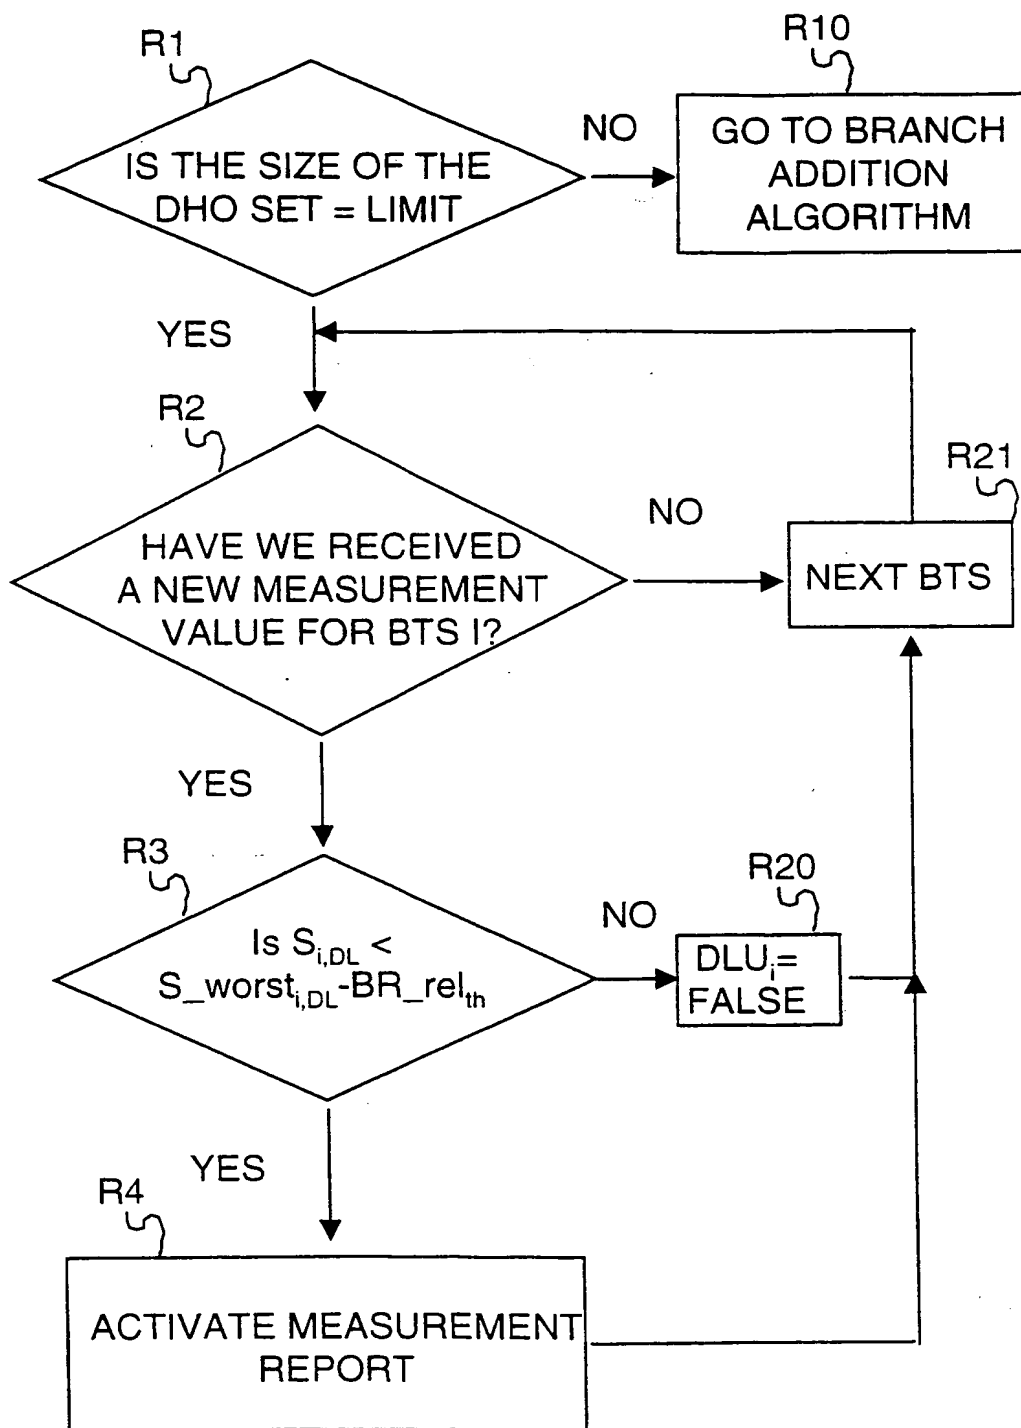 R1
R10
IS THE SIZE OF THE
DHO SET = LIMIT
NO
GO TO BRANCH
ADDITION
ALGORITHM
YES
R2
R21
HAVE WE RECEIVED
A NEW MEASUREMENT
VALUE FOR BTS I?
NO
NEXT BTS
YES
R3
R20
Is S_{i,DL} <
S_worst_{i,DL}-BR_rel_{th}
NO
DLU_i=
FALSE
YES
R4
ACTIVATE MEASUREMENT
REPORT